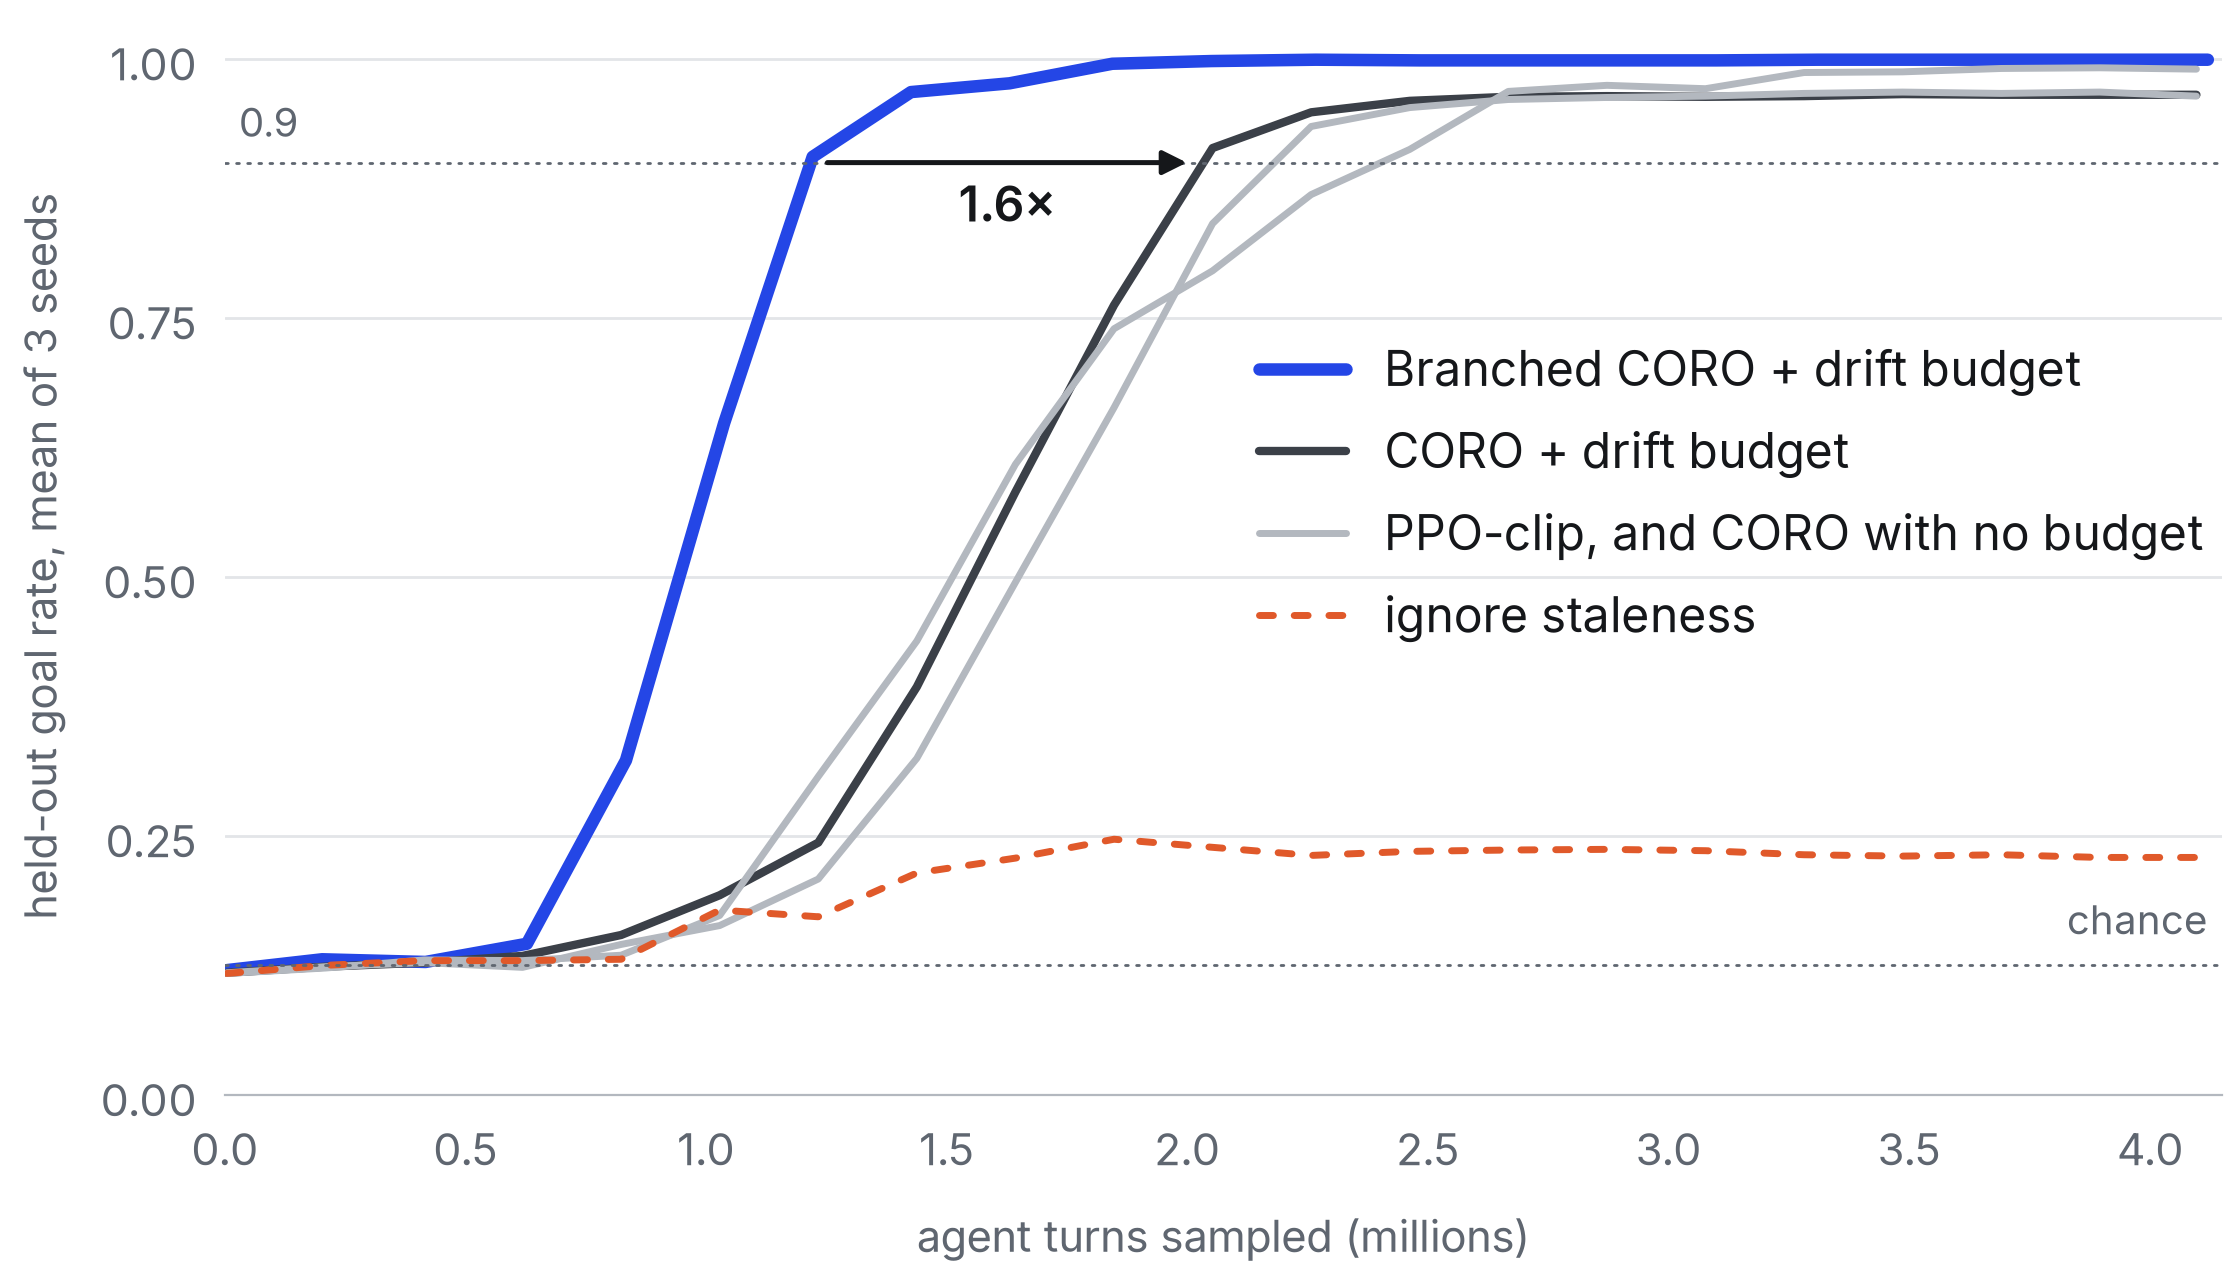 1.00
0.9
0.75
0.50
0.25
0.00
held-out goal rate, mean of 3 seeds
1.6×
Branched CORO + drift budget
CORO + drift budget
PPO-clip, and CORO with no budget
ignore staleness
chance
0.0 0.5 1.0 1.5 2.0 2.5 3.0 3.5 4.0
agent turns sampled (millions)